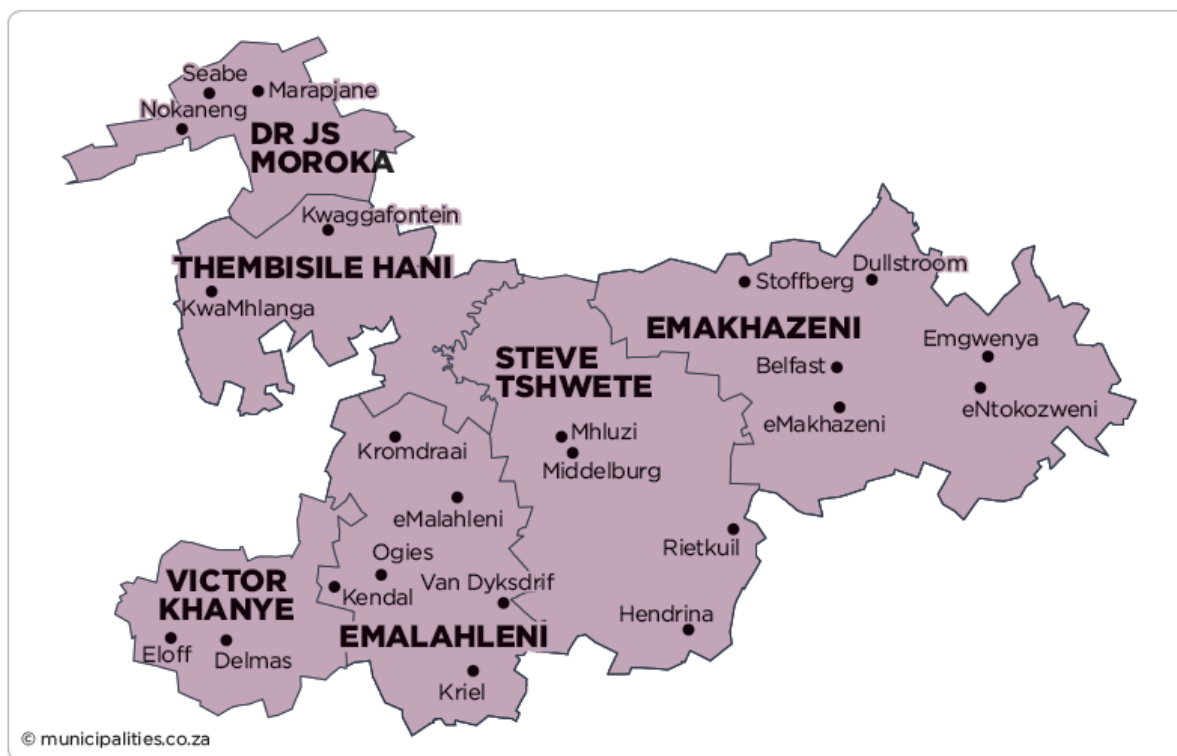 Seabe
Marapjane
Nokaneng
DR JS
MOROKA
Kwaggafontein
THEMBISILE HANI
KwaMhlanga
Stoffberg
Dullstroom
EMAKHAZENI
Emgwenya
STEVE
TSHWETE
Belfast
eNtokozweni
eMakhazeni
Mhluzi
Kromdraai
Middelburg
eMalahleni
Rietkuil
Ogies
VICTOR
KHANYE
Van Dyksdrif
Kendal
Hendrina
EMALAHLENI
Eloff
Delmas
Kriel
© municipalities.co.za